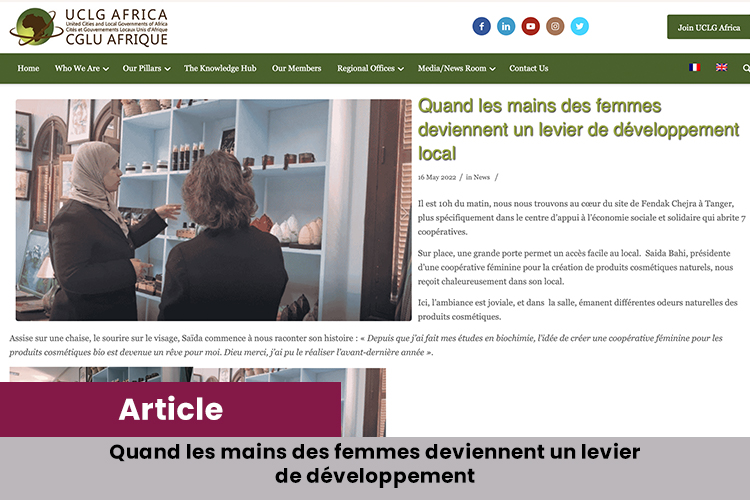 UCLG AFRICA
United Cities and Local Governments of Africa
Cités et Gouvernements Locaux Unis d'Afrique
CGLU AFRIQUE
Join UCLG Africa
Home Who We Are Our Pillars The Knowledge Hub Our Members Regional Offices Media/News Room Contact Us
Quand les mains des femmes
deviennent un levier de développement
local
16 May 2022 / in News /
Il est 10h du matin, nous nous trouvons au cœur du site de Fendak Chejra à Tanger,
plus spécifiquement dans le centre d'appui à l'économie sociale et solidaire qui abrite 7
coopératives.
Sur place, une grande porte permet un accès facile au local. Saida Bahi, présidente
d'une coopérative féminine pour la création de produits cosmétiques naturels, nous
reçoit chaleureusement dans son local.
Ici, l'ambiance est joviale, et dans la salle, émanent différentes odeurs naturelles des
produits cosmétiques.
Assise sur une chaise, le sourire sur le visage, Saïda commence à nous raconter son histoire : « Depuis que j'ai fait mes études en biochimie, l'idée de créer une coopérative féminine pour les
produits cosmétiques bio est devenue un rêve pour moi. Dieu merci, j'ai pu le réaliser l'avant-dernière année ».
Article
Quand les mains des femmes deviennent un levier
de développement